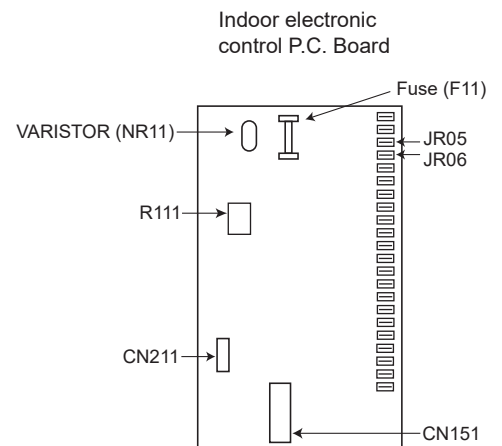 Indoor electronic
control P.C. Board
Fuse (F11)
VARISTOR (NR11)
JR05
JR06
R111
CN211
CN151